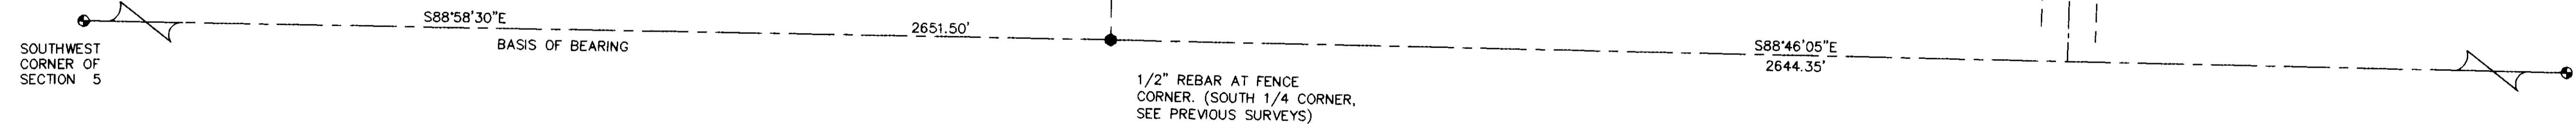 S88°58'30"E
2651.50'
BASIS OF BEARING
SOUTHWEST
CORNER OF
SECTION 5
1/2" REBAR AT FENCE
CORNER. (SOUTH 1/4 CORNER,
SEE PREVIOUS SURVEYS)
S88°46'05"E
2644.35'